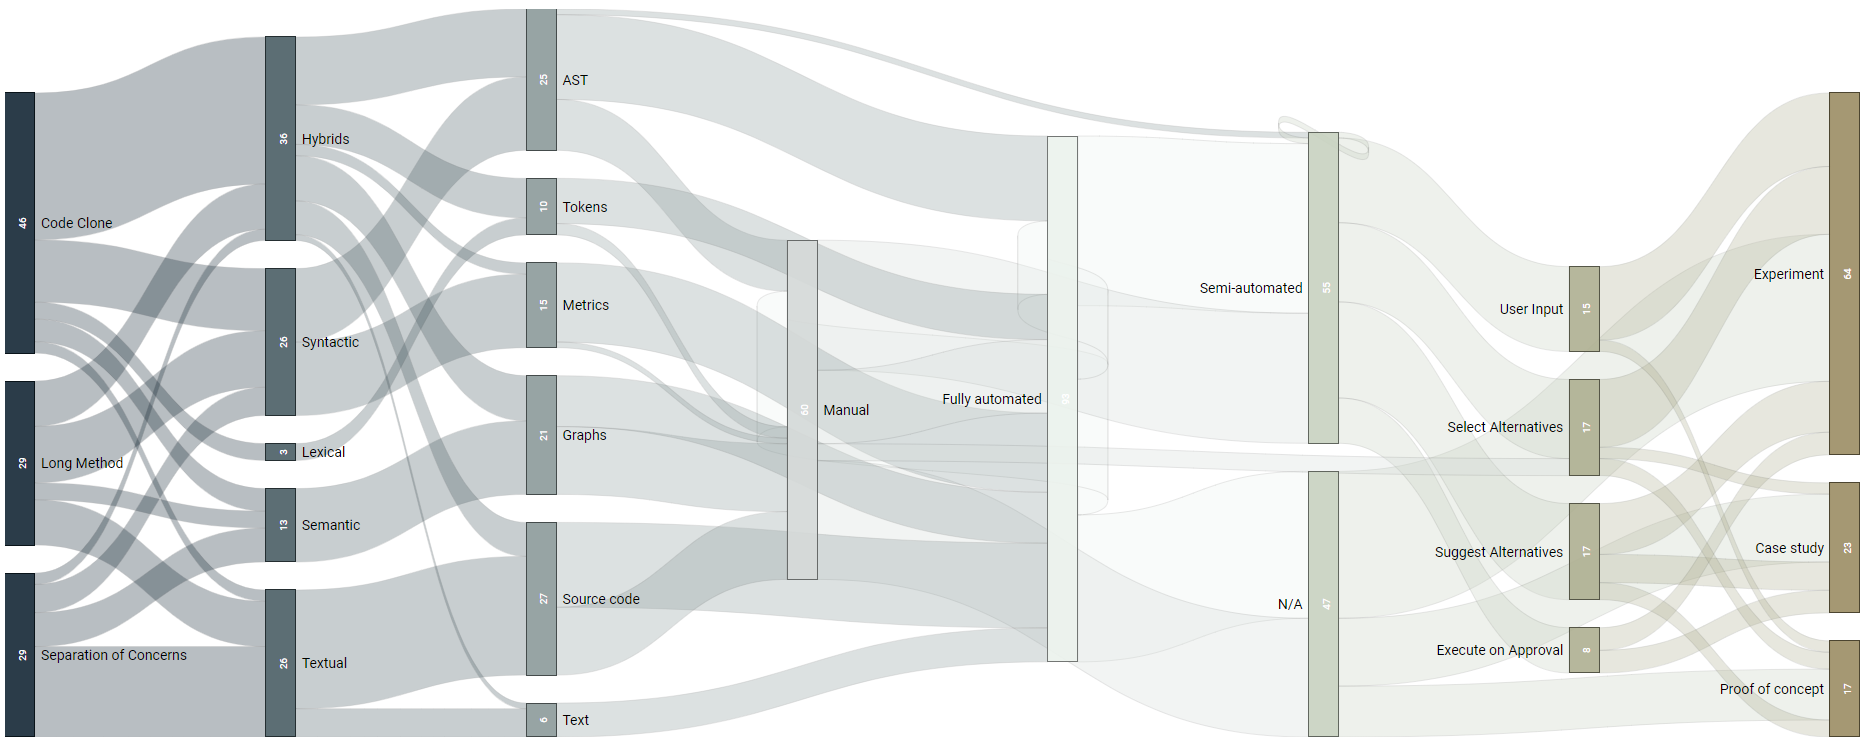 46
Code Clone
29
Long Method
29
Separation of Concerns
36
Hybrids
26
Syntactic
3
Lexical
13
Semantic
26
Textual
25
AST
10
Tokens
15
Metrics
21
Graphs
27
Source code
6
Text
60
Manual
Fully automated
93
Semi-automated
55
N/A
47
User Input
15
Select Alternatives
17
Suggest Alternatives
17
Execute on Approval
8
Experiment
64
Case study
23
Proof of concept
17